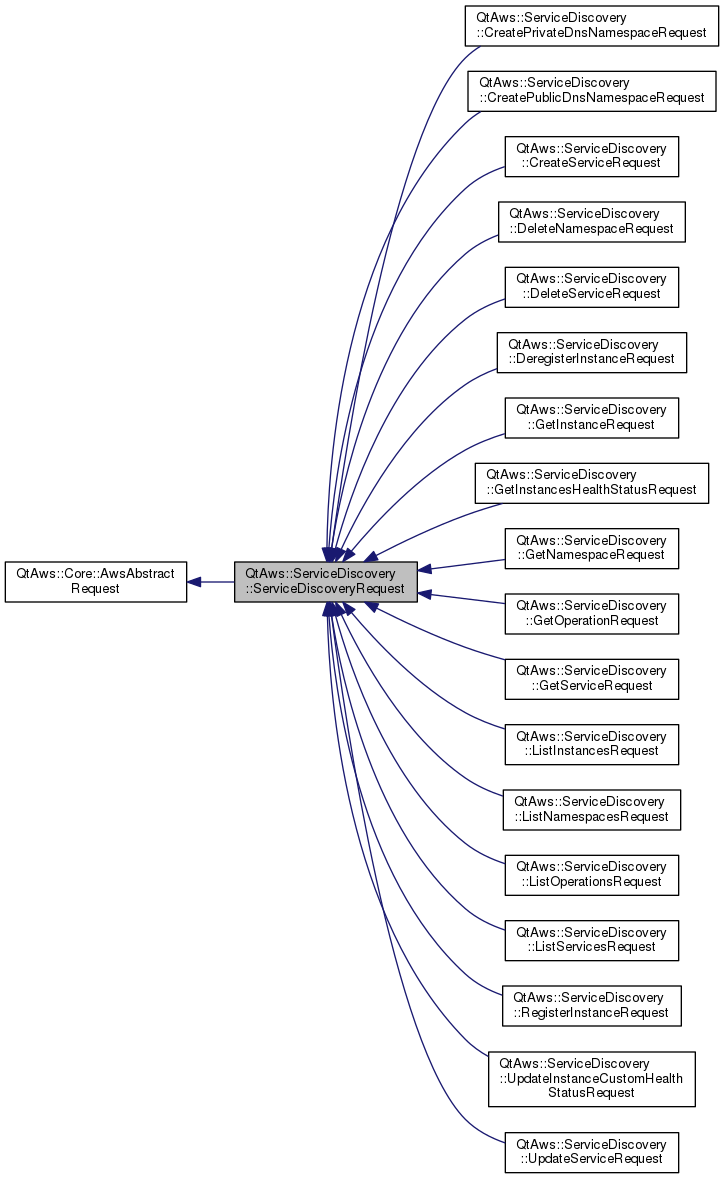 QtAws::ServiceDiscovery
::CreatePrivateDnsNamespaceRequest
QtAws::ServiceDiscovery
::CreatePublicDnsNamespaceRequest
QtAws::ServiceDiscovery
::CreateServiceRequest
QtAws::ServiceDiscovery
::DeleteNamespaceRequest
QtAws::ServiceDiscovery
::DeleteServiceRequest
QtAws::ServiceDiscovery
::DeregisterInstanceRequest
QtAws::ServiceDiscovery
::GetInstanceRequest
QtAws::ServiceDiscovery
::GetInstancesHealthStatusRequest
QtAws::ServiceDiscovery
::GetNamespaceRequest
QtAws::Core::AwsAbstract
Request
QtAws::ServiceDiscovery
::ServiceDiscoveryRequest
QtAws::ServiceDiscovery
::GetOperationRequest
QtAws::ServiceDiscovery
::GetServiceRequest
QtAws::ServiceDiscovery
::ListInstancesRequest
QtAws::ServiceDiscovery
::ListNamespacesRequest
QtAws::ServiceDiscovery
::ListOperationsRequest
QtAws::ServiceDiscovery
::ListServicesRequest
QtAws::ServiceDiscovery
::RegisterInstanceRequest
QtAws::ServiceDiscovery
::UpdateInstanceCustomHealth
StatusRequest
QtAws::ServiceDiscovery
::UpdateServiceRequest